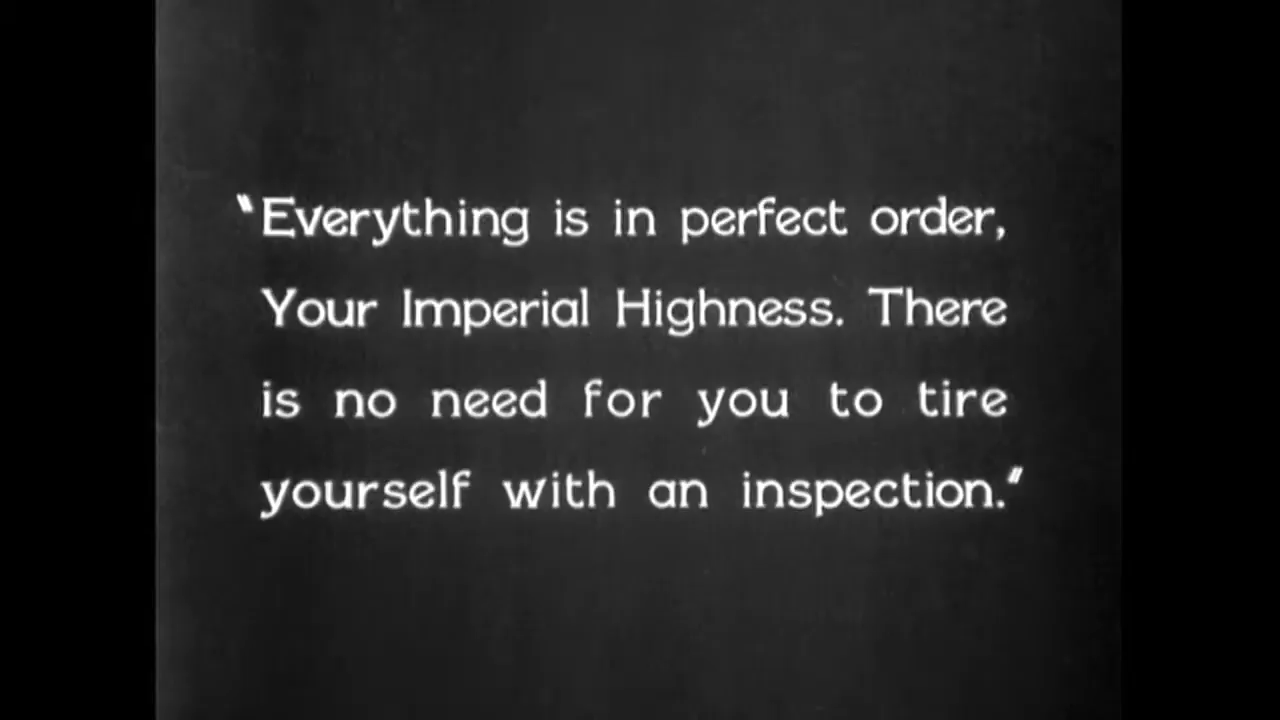 "Everything is in perfect order,
Your Imperial Highness. There
is no need for you to tire
yourself with an inspection."